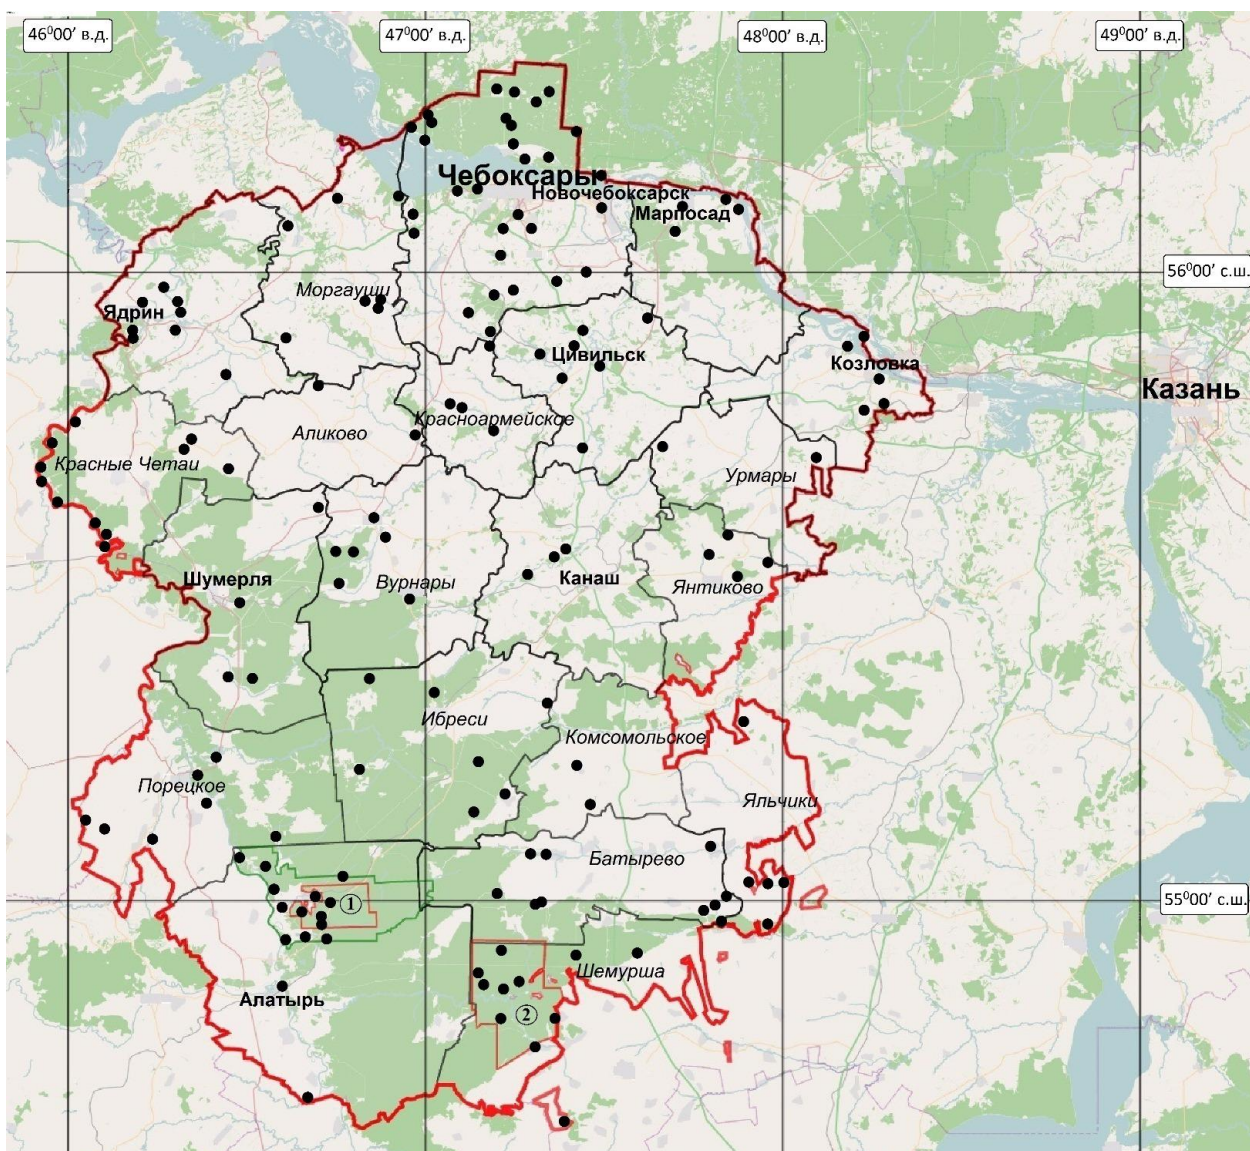 46⁰00’ в.д.
47⁰00’ в.д.
48⁰00’ в.д.
49⁰00’ в.д.
Чебоксары
Новочебоксарск
Марпосад
56⁰00’ с.ш.
Моргауши
Ядрин
Цивильск
Козловка
Казань
Красноармейское
Аликово
Красные Четаи
Урмары
Шумерля
Вурнары
Канаш
Янтиково
Ибреси
Комсомольское
Порецкое
Яльчики
Батырево
55⁰00’ с.ш.
1
Шемурша
Алатырь
2